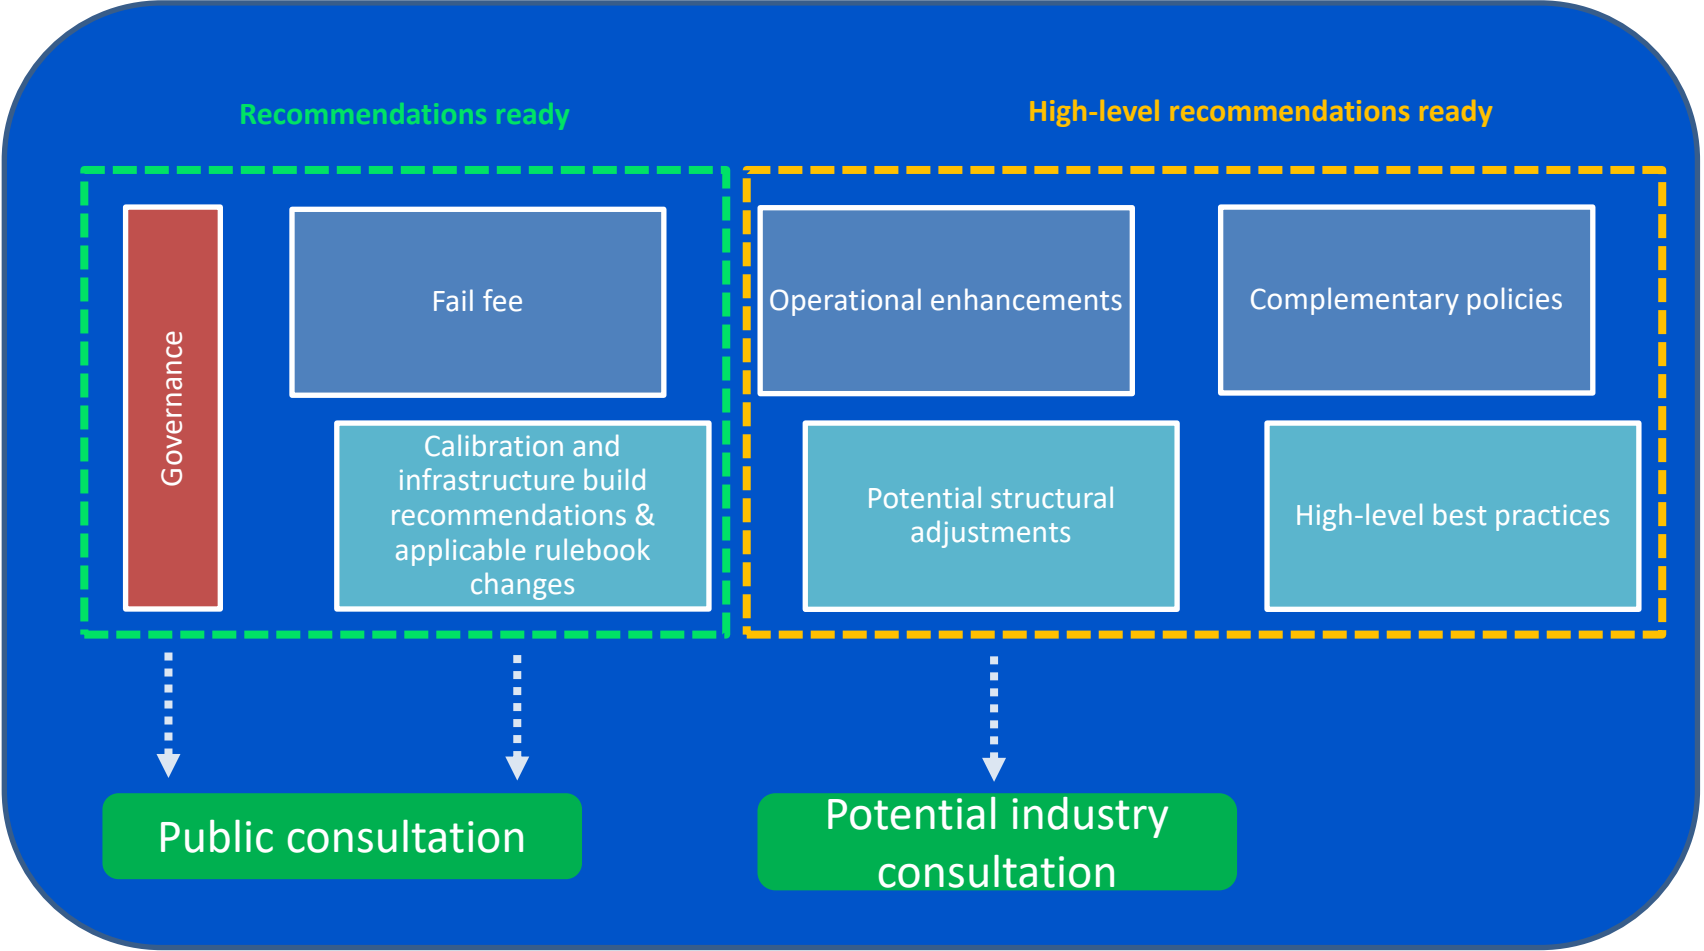 Recommendations ready
High-level recommendations ready
Governance
Fail fee
Calibration and
infrastructure build
recommendations &
applicable rulebook
changes
Operational enhancements
Complementary policies
Potential structural
adjustments
High-level best practices
Public consultation
Potential industry
consultation